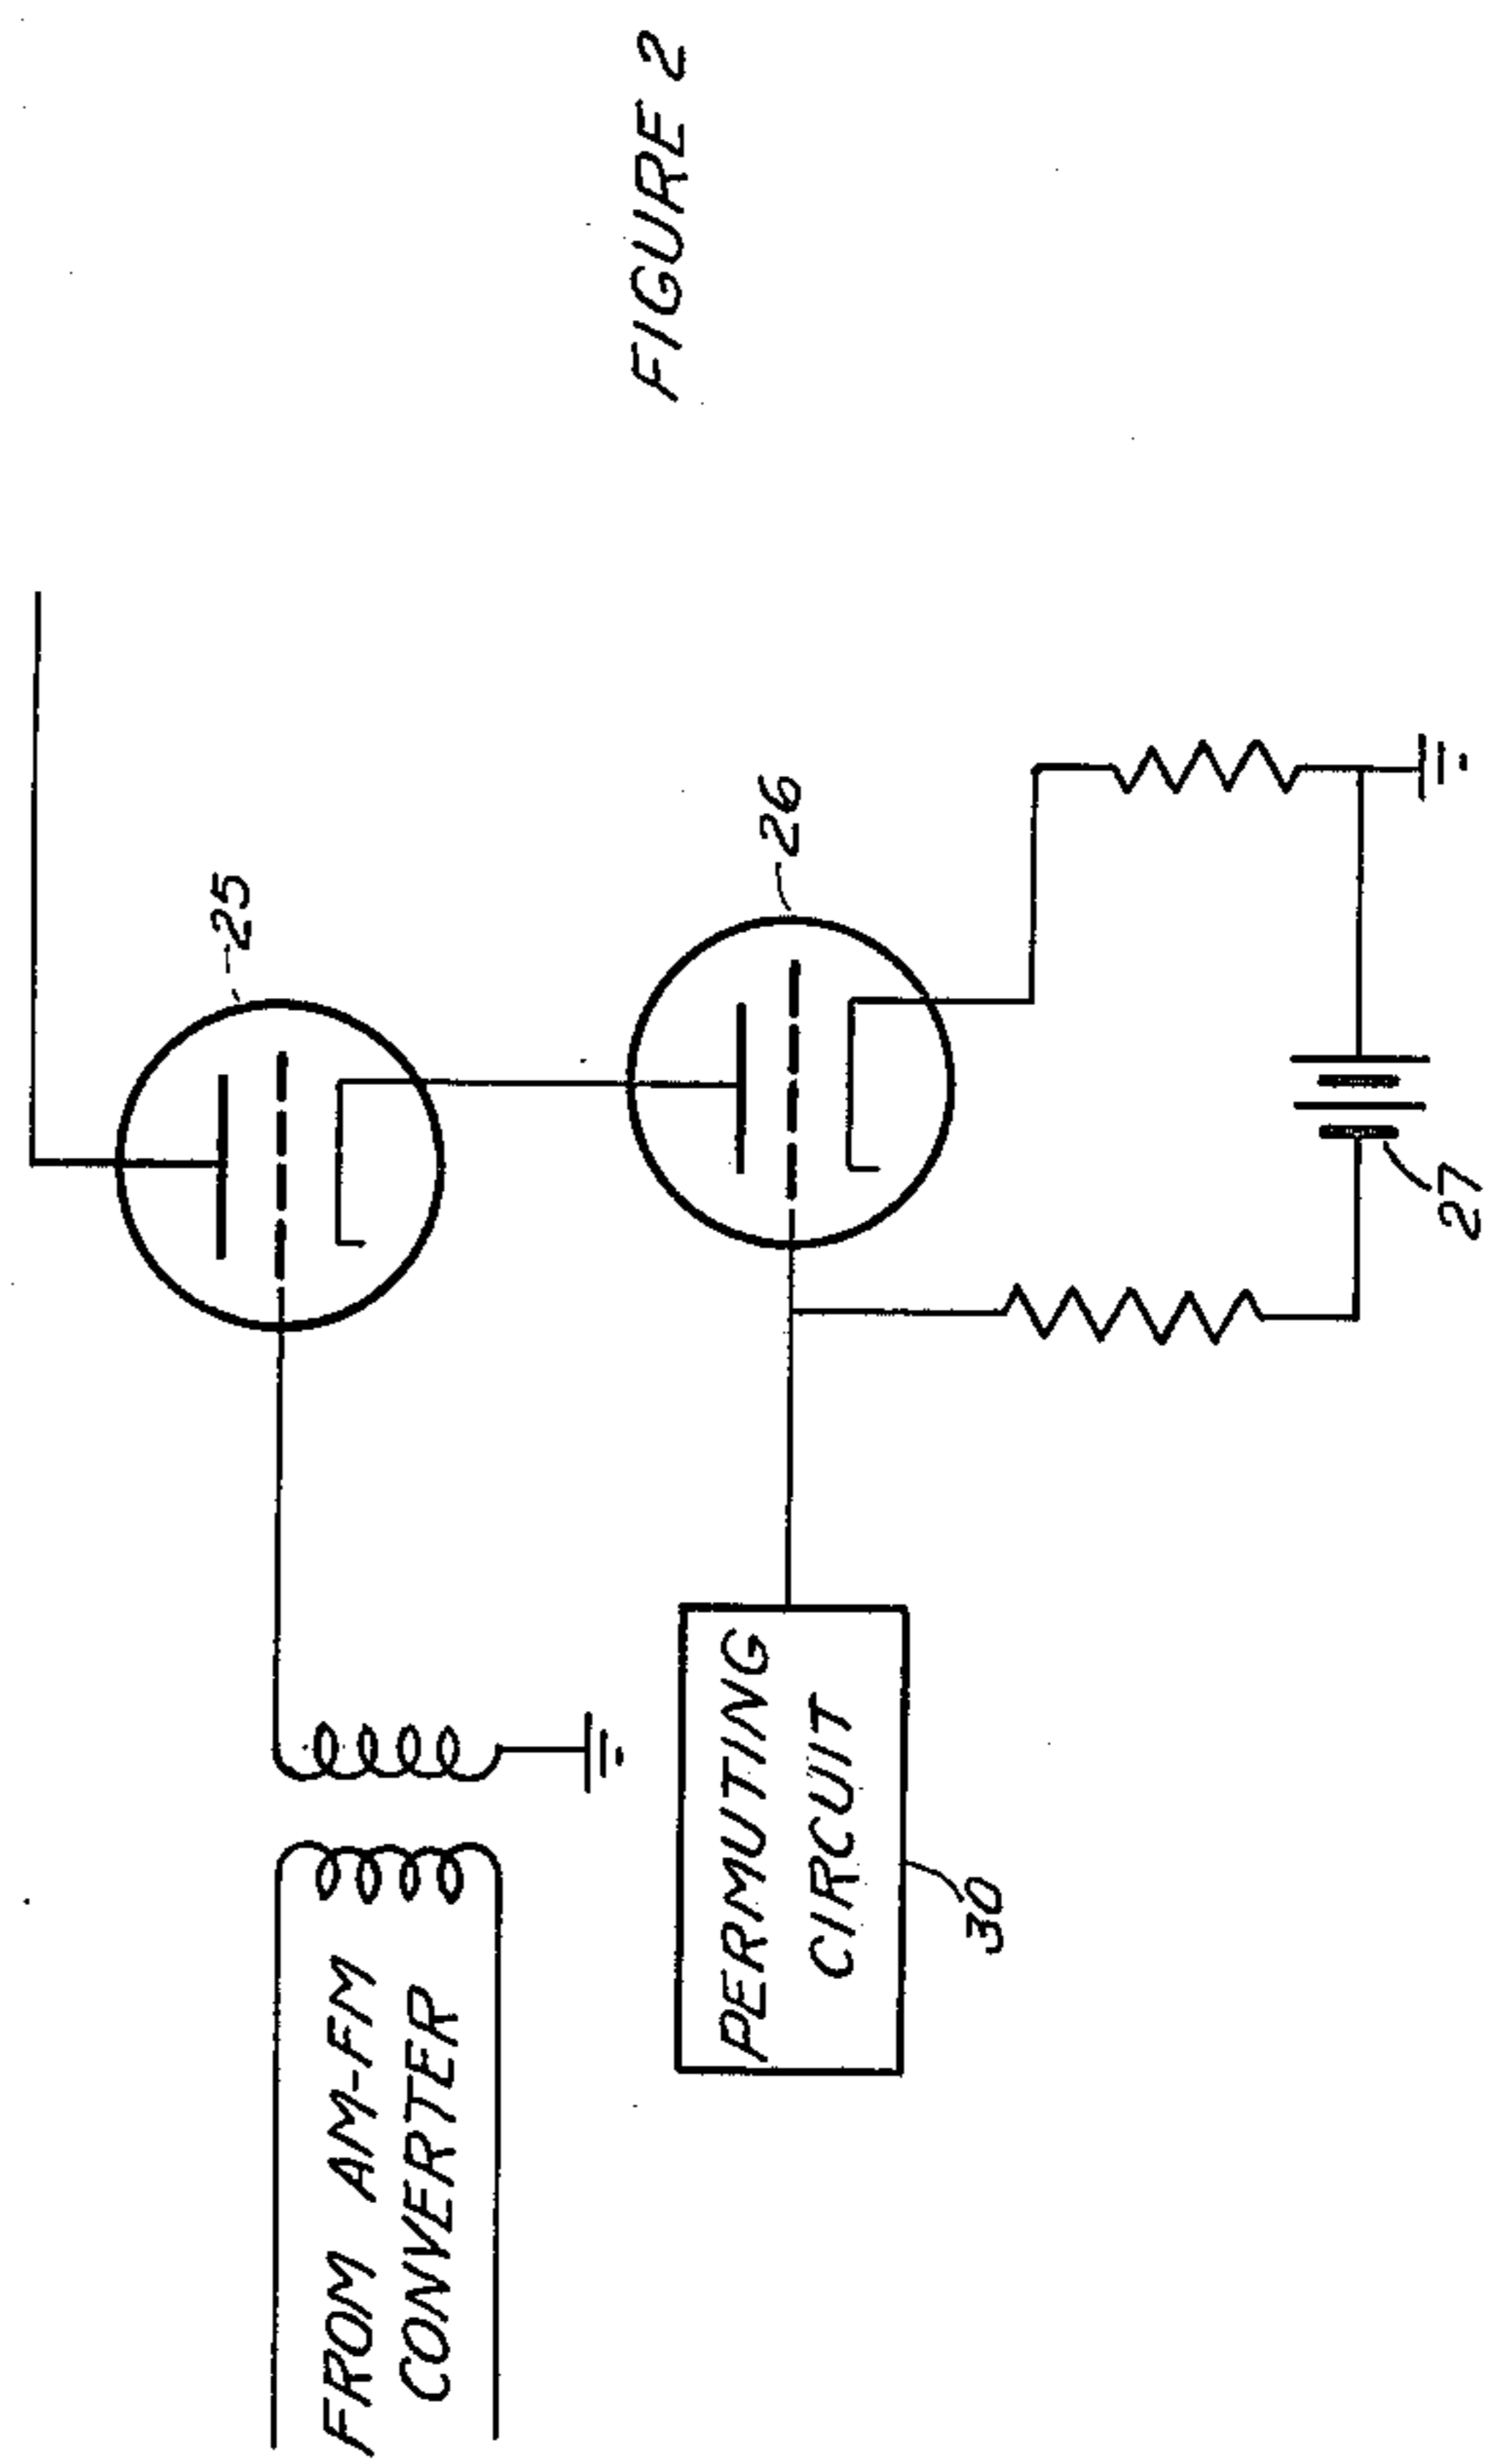 25
26
27
FROM AM-FM
CONVERTER
PERMUTING
CIRCUIT
30
FIGURE 2